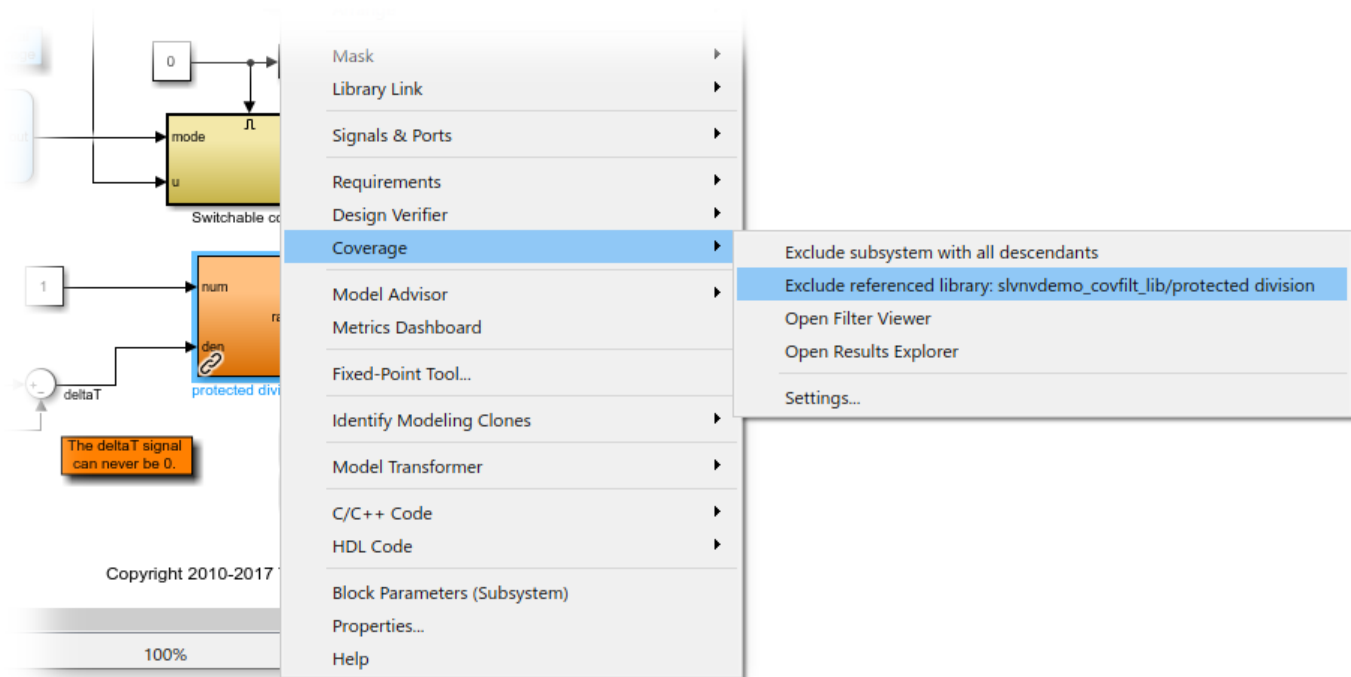 0
mode
u
Switchable co
1
num
ra
den
deltaT
protected divi
The deltaT signal
can never be 0.
Copyright 2010-2017
100%
Mask
Library Link
Signals & Ports
Requirements
Design Verifier
Coverage
Model Advisor
Metrics Dashboard
Fixed-Point Tool...
Identify Modeling Clones
Model Transformer
C/C++ Code
HDL Code
Block Parameters (Subsystem)
Properties...
Help
Exclude subsystem with all descendants
Exclude referenced library: slvnvdemo_covfilt_lib/protected division
Open Filter Viewer
Open Results Explorer
Settings...